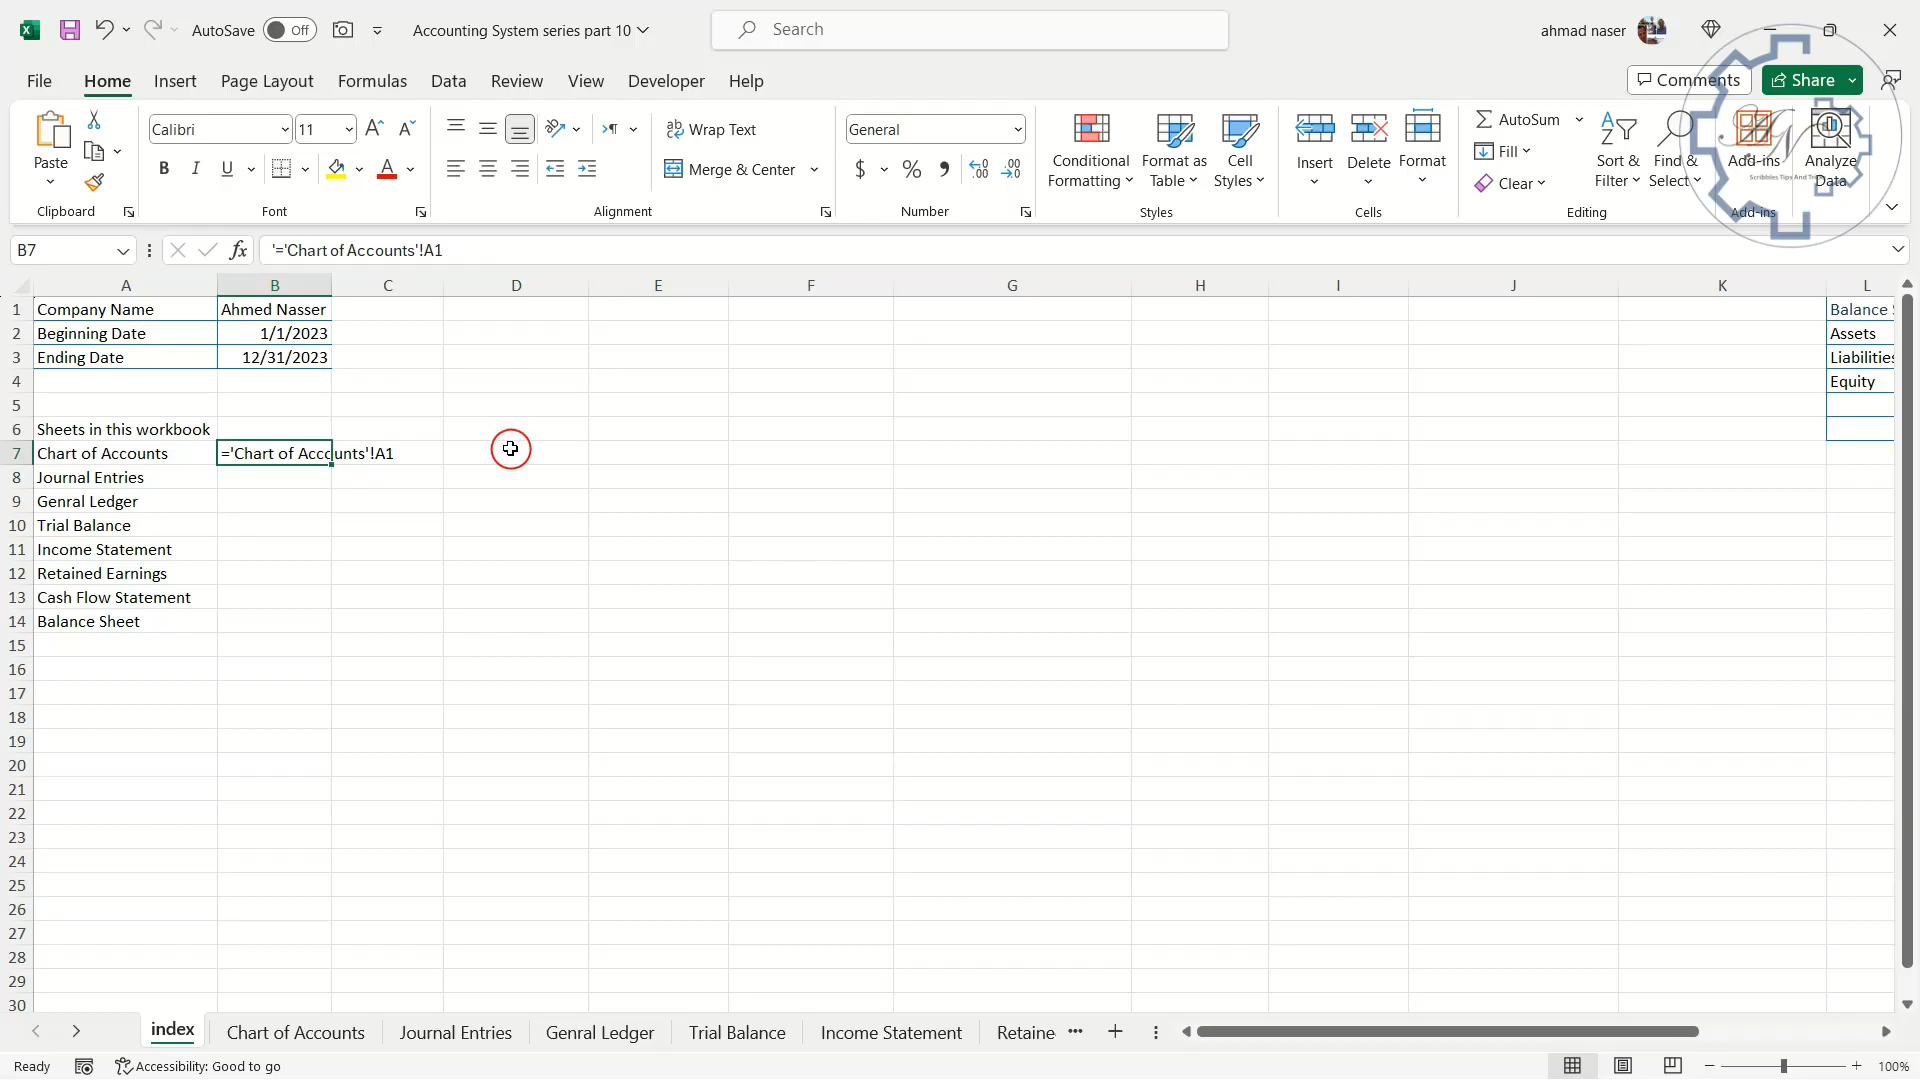 AutoSave Off Accounting System series part 10 Search ahmad naser
File Home Insert Page Layout Formulas Data Review View Developer Help Comments Share
Paste
Clipboard
Calibri 11
B I U A
Font
Wrap Text
Merge & Center
Alignment
General
$ % 9
Number
Conditional Formatting
Format as Table
Cell Styles
Styles
Insert
Delete
Format
Cells
AutoSum
Fill
Clear
Sort & Filter
Find & Select
Editing
Add-ins
Add-ins
Analyze Data
B7 fx '='Chart of Accounts'!A1
A B C D E F G H I J K L
1 Company Name Ahmed Nasser Balance
2 Beginning Date 1/1/2023 Assets
3 Ending Date 12/31/2023 Liabilities
4 Equity
5
6 Sheets in this workbook
7 Chart of Accounts ='Chart of Accounts'!A1
8 Journal Entries
9 Genral Ledger
10 Trial Balance
11 Income Statement
12 Retained Earnings
13 Cash Flow Statement
14 Balance Sheet
15
16
17
18
19
20
21
22
23
24
25
26
27
28
29
30
index Chart of Accounts Journal Entries Genral Ledger Trial Balance Income Statement Retaine
Ready Accessibility: Good to go 100%